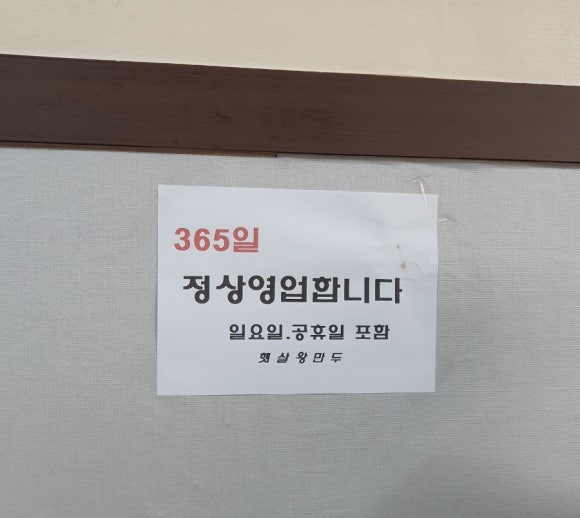 365일
정상영업합니다
일요일.공휴일 포함
햇살왕만두